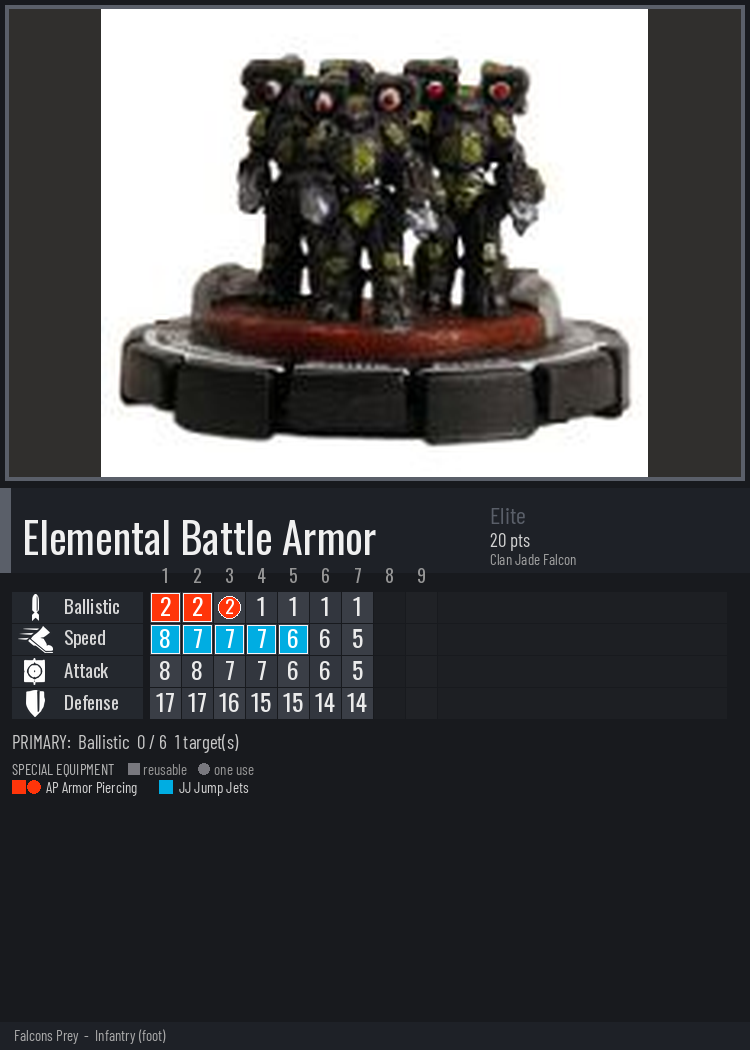 Elemental Battle Armor
Elite
20 pts
Clan Jade Falcon
1 2 3 4 5 6 7 8 9
Ballistic 2 2 2 1 1 1 1
Speed 8 7 7 7 6 6 5
Attack 8 8 7 7 6 6 5
Defense 17 17 16 15 15 14 14
PRIMARY: Ballistic 0 / 6 1 target(s)
SPECIAL EQUIPMENT reusable one use
AP Armor Piercing JJ Jump Jets
Falcons Prey - Infantry (foot)